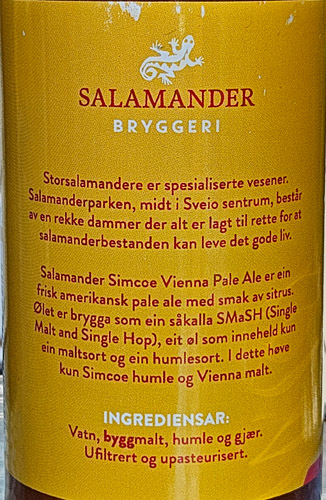 SALAMANDER
BRYGGERI
Storsalamandere er spesialiserte vesener.
Salamanderparken, midt i Sveio sentrum, består
av en rekke dammer der alt er lagt til rette for at
salamanderbestanden kan leve det gode liv.
Salamander Simcoe Vienna Pale Ale er ein
frisk amerikansk pale ale med smak av sitrus.
Ølet er brygga som ein såkalla SMaSH (Single
Malt and Single Hop), eit øl som inneheld kun
ein maltsort og ein humlesort. I dette høve
kun Simcoe humle og Vienna malt.
INGREDIENSAR:
Vatn, byggmalt, humle og gjær.
Ufiltrert og upasteurisert.